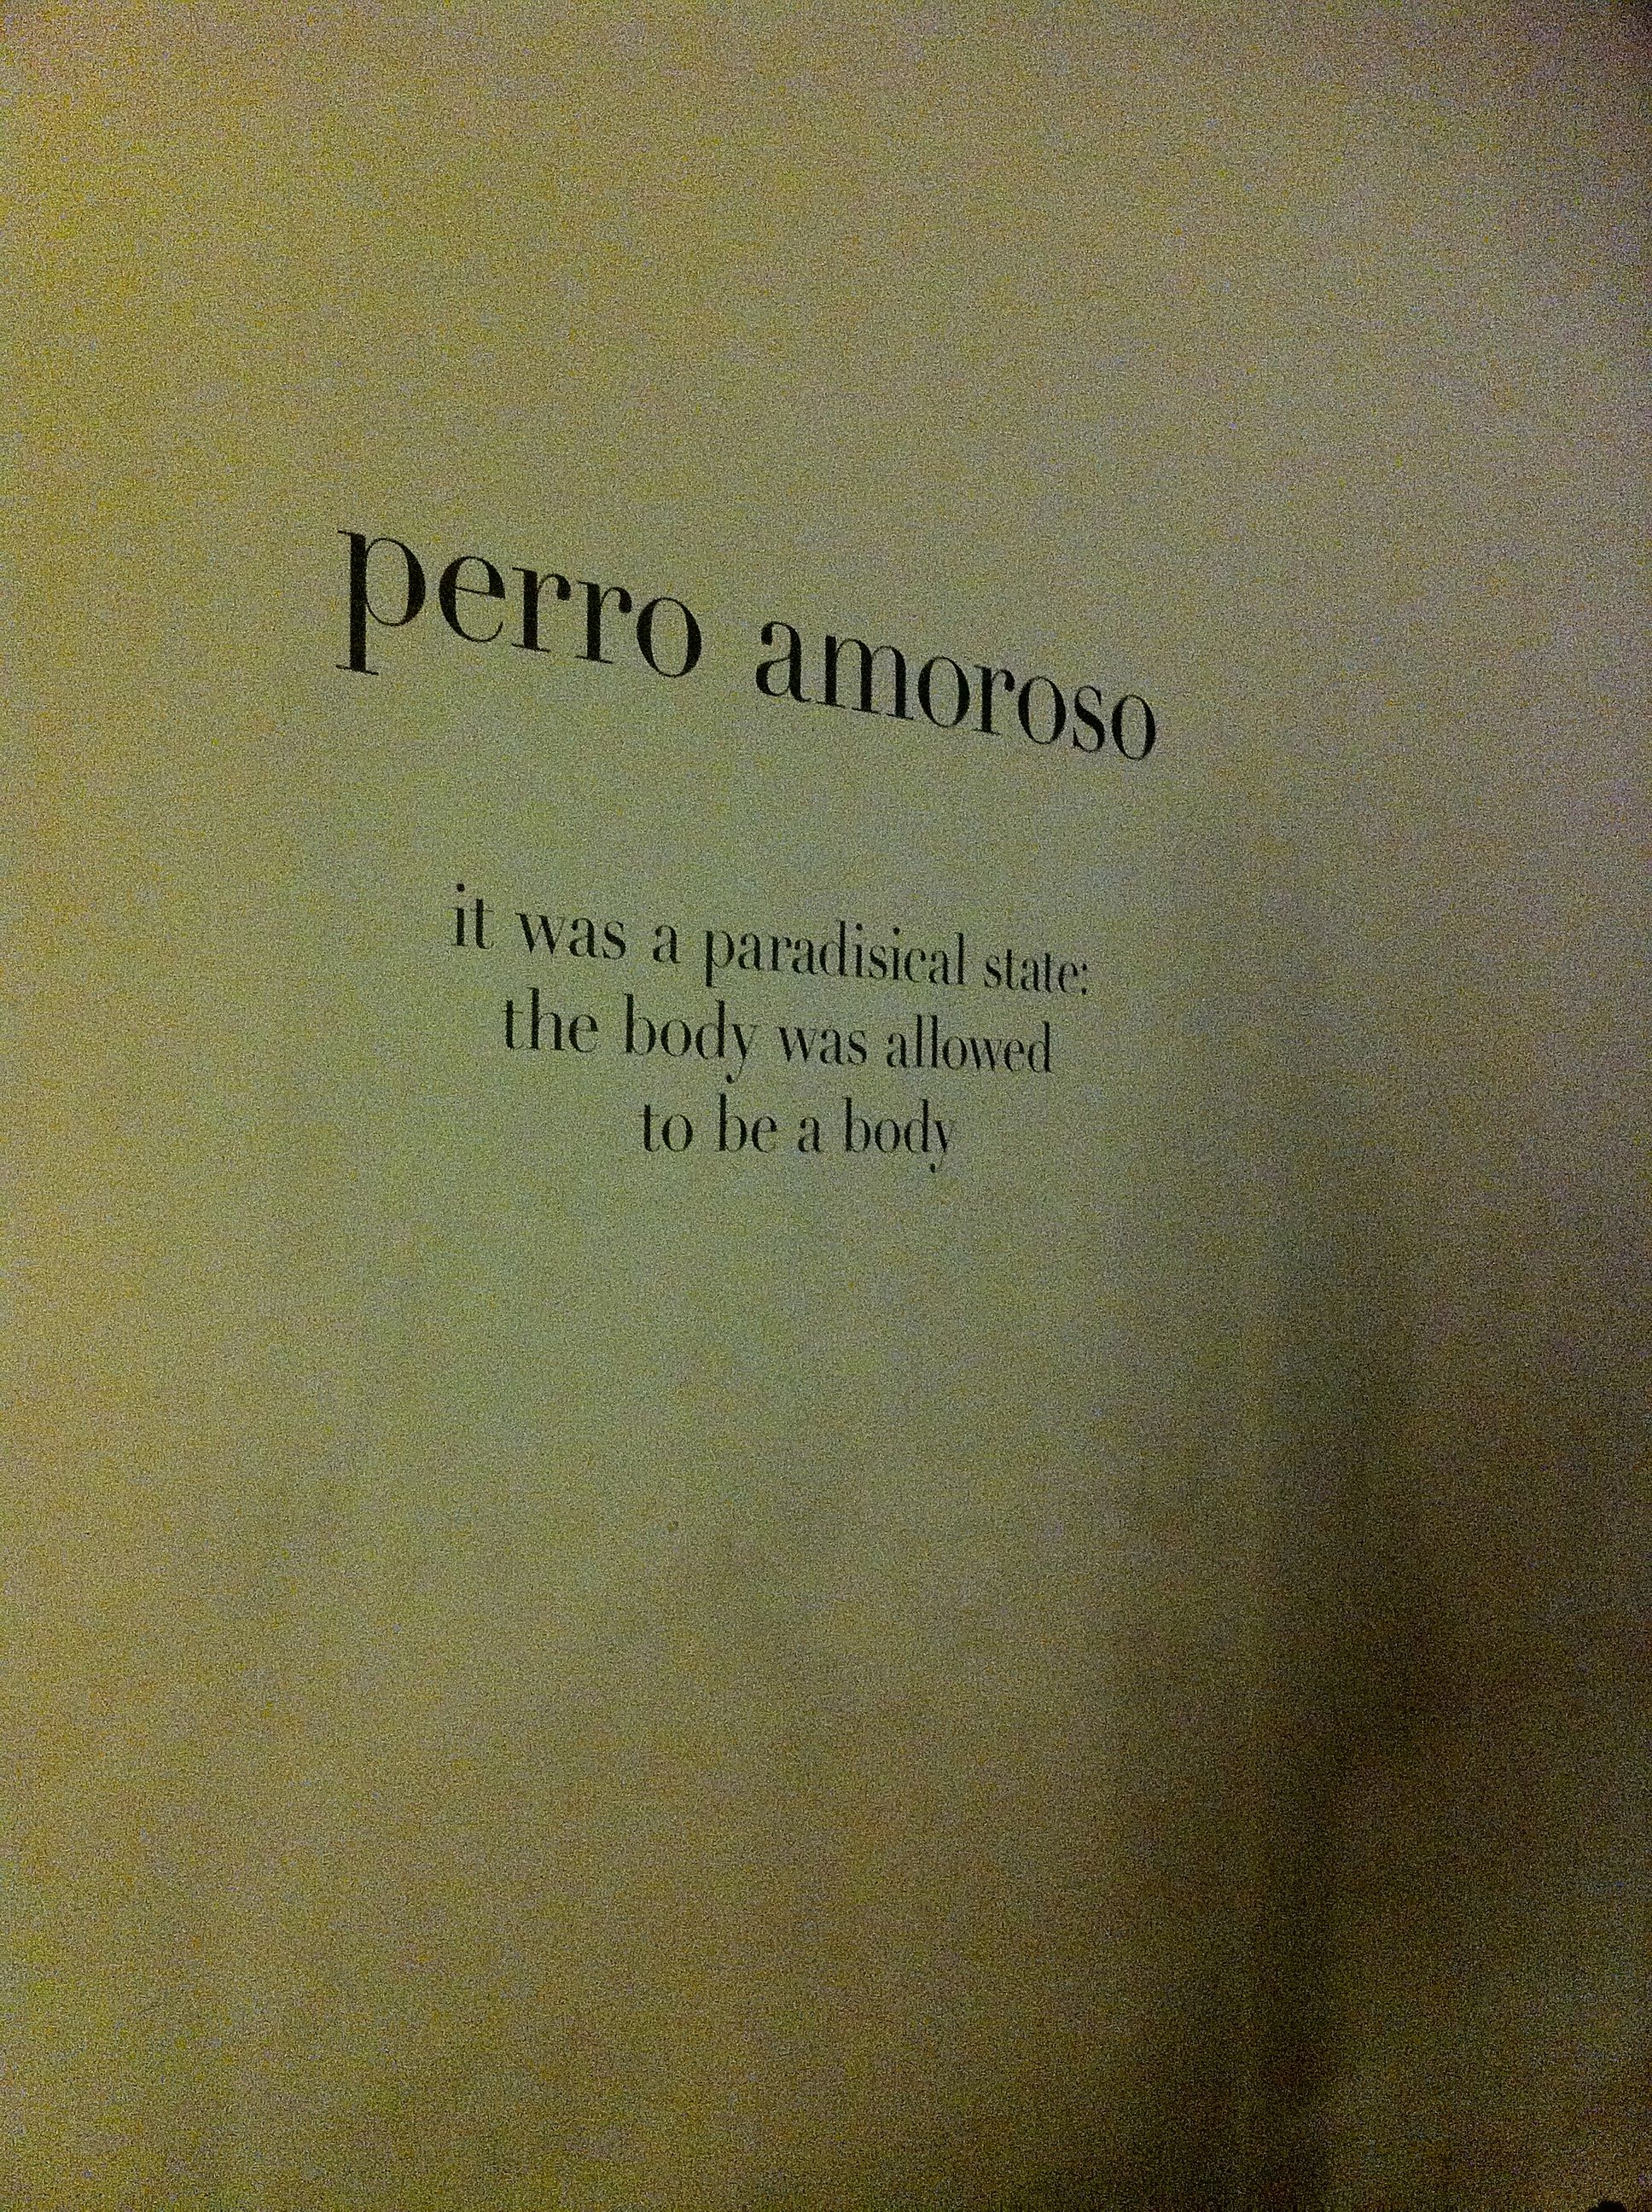 perro amoroso
it was a paradisical state:
the body was allowed
to be a body